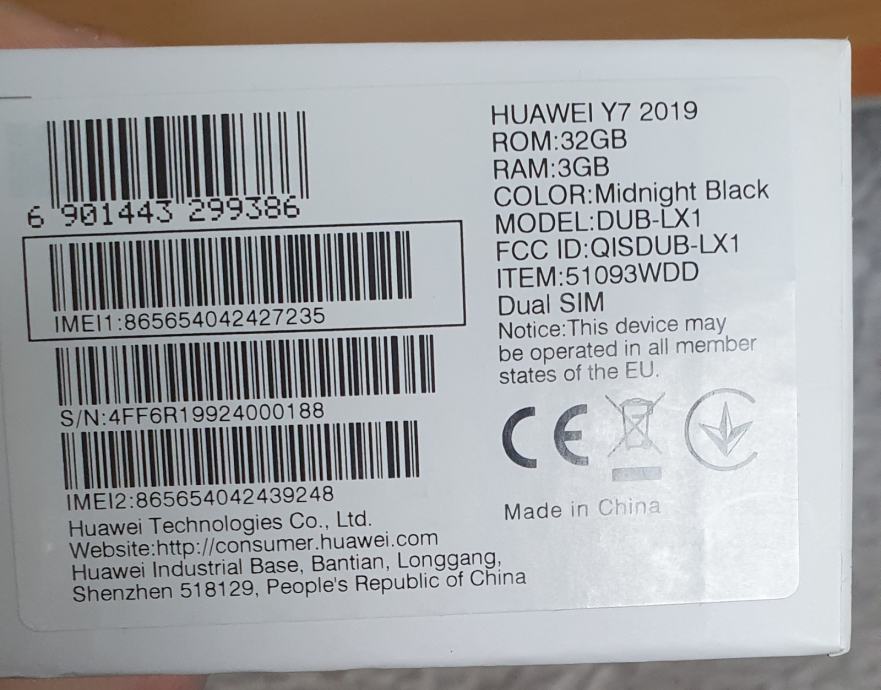 6 901443 299386
IMEI1:865654042427235
S/N:4FF6R19924000188
IMEI2:865654042439248
Huawei Technologies Co., Ltd.
Website:http://consumer.huawei.com
Huawei Industrial Base, Bantian, Longgang,
Shenzhen 518129, People's Republic of China
HUAWEI Y7 2019
ROM:32GB
RAM:3GB
COLOR:Midnight Black
MODEL:DUB-LX1
FCC ID:QISDUB-LX1
ITEM:51093WDD
Dual SIM
Notice:This device may
be operated in all member
states of the EU.
CE
Made in China